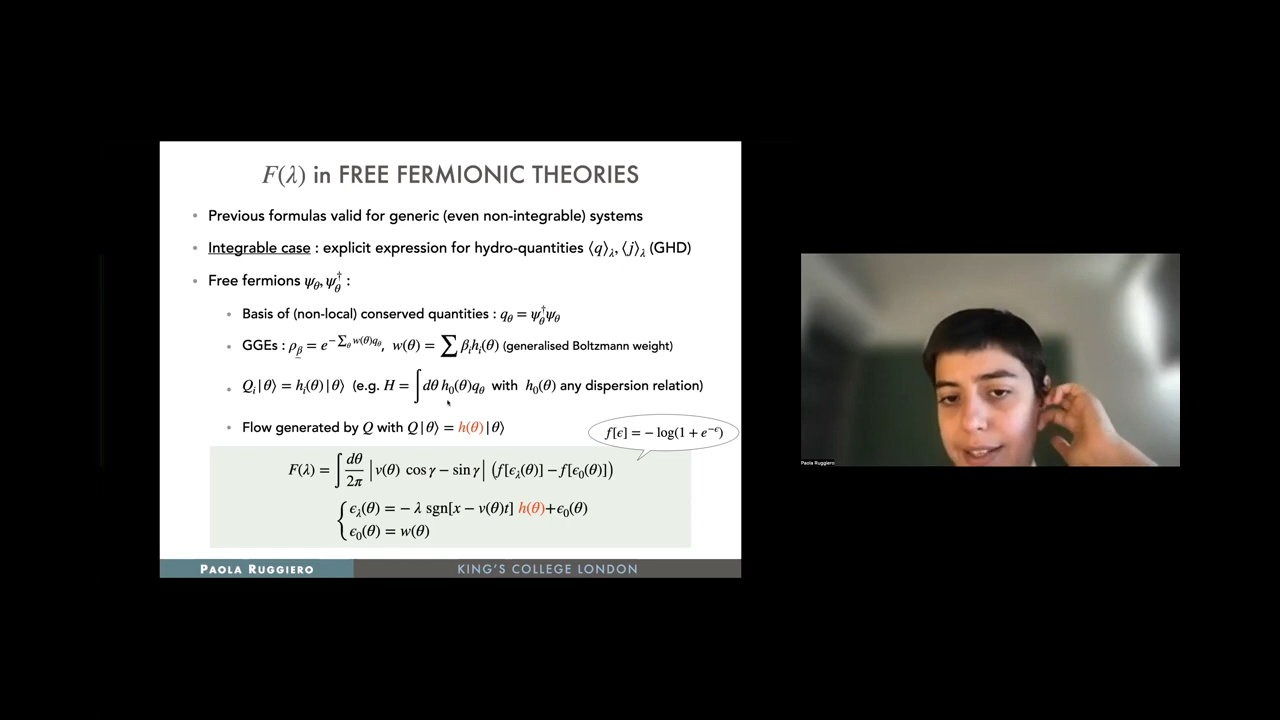 F(λ) in FREE FERMIONIC THEORIES
• Previous formulas valid for generic (even non-integrable) systems
• Integrable case : explicit expression for hydro-quantities ⟨q⟩_λ, ⟨j⟩_λ (GHD)
• Free fermions ψ_θ, ψ_θ^† :
• Basis of (non-local) conserved quantities : q_θ = ψ_θ^† ψ_θ
• GGEs : ρ_β = e^{−∑_θ w(θ)q_θ}, w(θ) = ∑ β_i h_i(θ) (generalised Boltzmann weight)
• Q_i|θ⟩ = h_i(θ)|θ⟩ (e.g. H = ∫dθ h_0(θ)q_θ with h_0(θ) any dispersion relation)
• Flow generated by Q with Q|θ⟩ = h(θ)|θ⟩
f[ϵ] = − log(1 + e^{−ϵ})
F(λ) = ∫ dθ/2π |v(θ) cos γ − sin γ| (f[ϵ_λ(θ)] − f[ϵ_0(θ)])
{ ϵ_λ(θ) = − λ sgn[x − v(θ)t] h(θ)+ϵ_0(θ)
ϵ_0(θ) = w(θ)
PAOLA RUGGIERO
KING'S COLLEGE LONDON
Paola Ruggiero